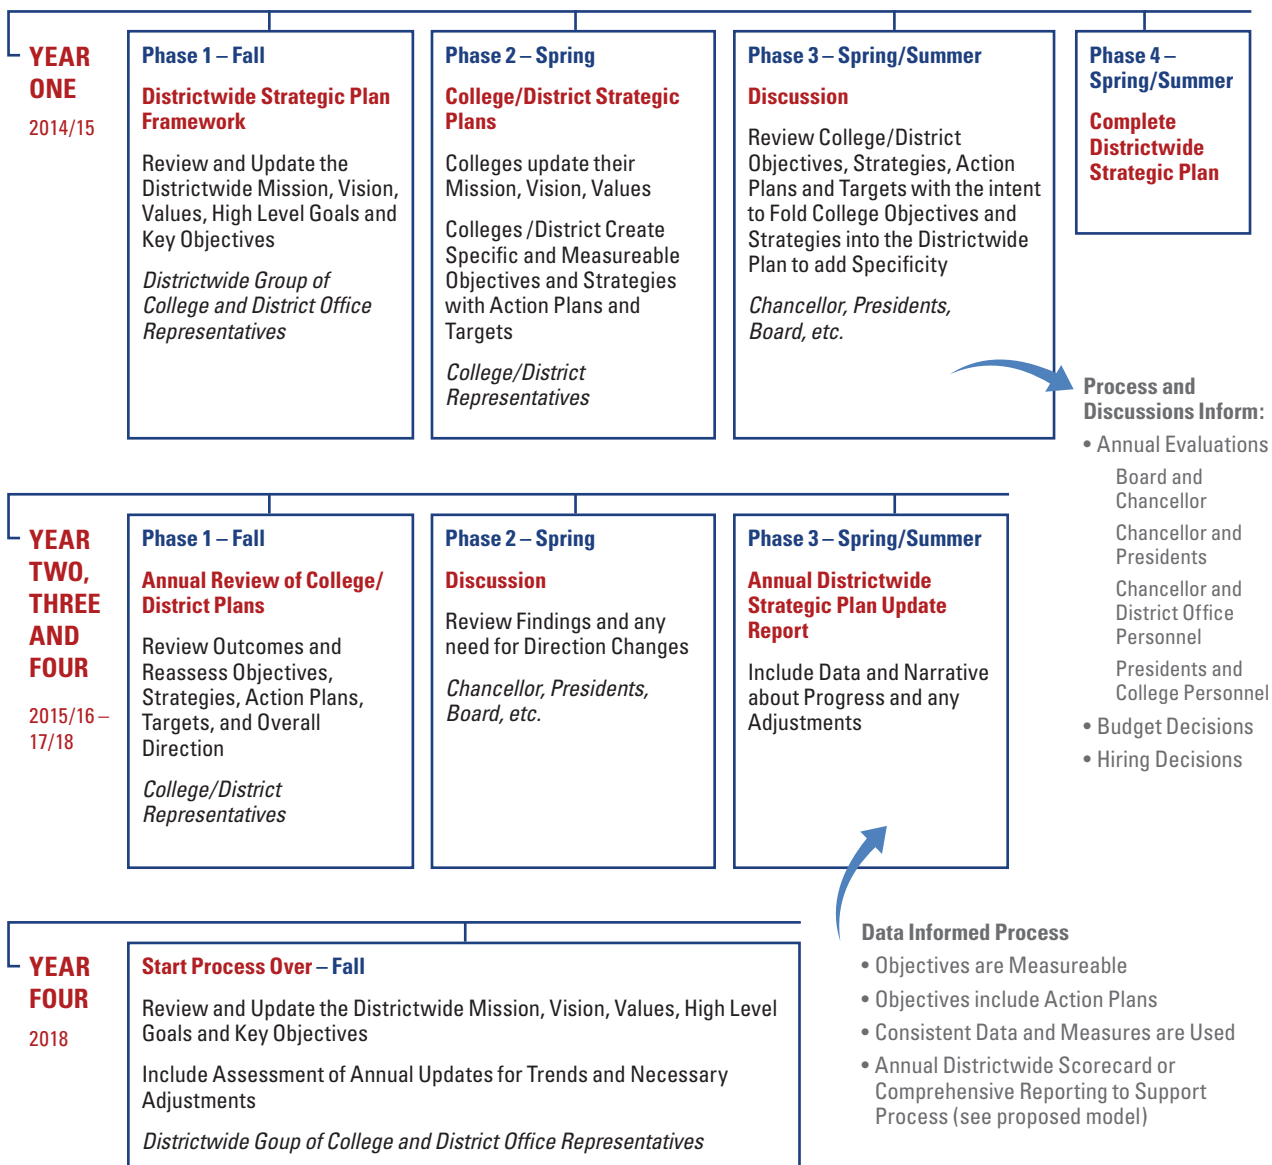 YEAR
ONE
2014/15
Phase 1 – Fall
Districtwide Strategic Plan
Framework
Review and Update the
Districtwide Mission, Vision,
Values, High Level Goals and
Key Objectives
Districtwide Group of
College and District Office
Representatives
Phase 2 – Spring
College/District Strategic
Plans
Colleges update their
Mission, Vision, Values
Colleges /District Create
Specific and Measureable
Objectives and Strategies
with Action Plans and
Targets
College/District
Representatives
Phase 3 – Spring/Summer
Discussion
Review College/District
Objectives, Strategies, Action
Plans and Targets with the intent
to Fold College Objectives and
Strategies into the Districtwide
Plan to add Specificity
Chancellor, Presidents,
Board, etc.
Phase 4 –
Spring/Summer
Complete
Districtwide
Strategic Plan
Process and
Discussions Inform:
• Annual Evaluations
Board and
Chancellor
Chancellor and
Presidents
Chancellor and
District Office
Personnel
Presidents and
College Personnel
• Budget Decisions
• Hiring Decisions
YEAR
TWO,
THREE
AND
FOUR
2015/16 –
17/18
Phase 1 – Fall
Annual Review of College/
District Plans
Review Outcomes and
Reassess Objectives,
Strategies, Action Plans,
Targets, and Overall
Direction
College/District
Representatives
Phase 2 – Spring
Discussion
Review Findings and any
need for Direction Changes
Chancellor, Presidents,
Board, etc.
Phase 3 – Spring/Summer
Annual Districtwide
Strategic Plan Update
Report
Include Data and Narrative
about Progress and any
Adjustments
YEAR
FOUR
2018
Start Process Over – Fall
Review and Update the Districtwide Mission, Vision, Values, High Level
Goals and Key Objectives
Include Assessment of Annual Updates for Trends and Necessary
Adjustments
Districtwide Goup of College and District Office Representatives
Data Informed Process
• Objectives are Measureable
• Objectives include Action Plans
• Consistent Data and Measures are Used
• Annual Districtwide Scorecard or
Comprehensive Reporting to Support
Process (see proposed model)